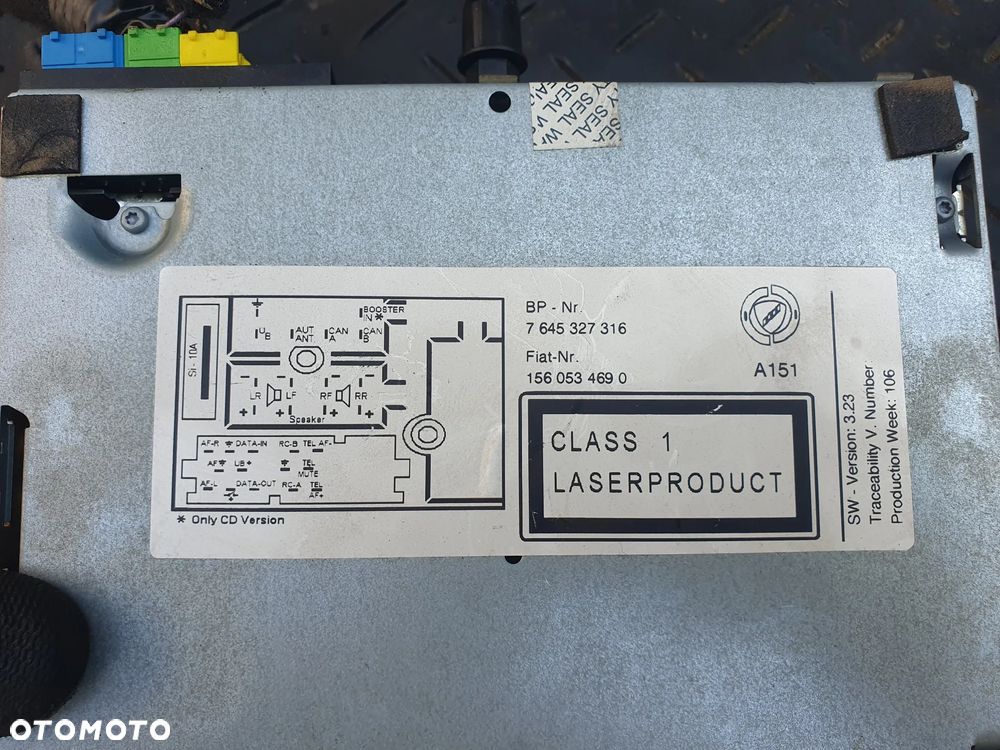 Y SEAL W
SEAL
BOOSTER
IN *
UB
AUT
ANT.
CAN
A
CAN
B
Si - 10A
- - - -
LR LF RF RR
+ + + +
Speaker
AF-R DATA-IN RC-B TEL AF-
AF UB+ TEL
MUTE
AF-L DATA-OUT RC-A TEL
AF+
* Only CD Version
BP - Nr.
7 645 327 316
Fiat-Nr.
156 053 469 0
A151
CLASS 1
LASERPRODUCT
SW - Version: 3.23
Traceability V. Number
Production Week: 106
OTOMOTO